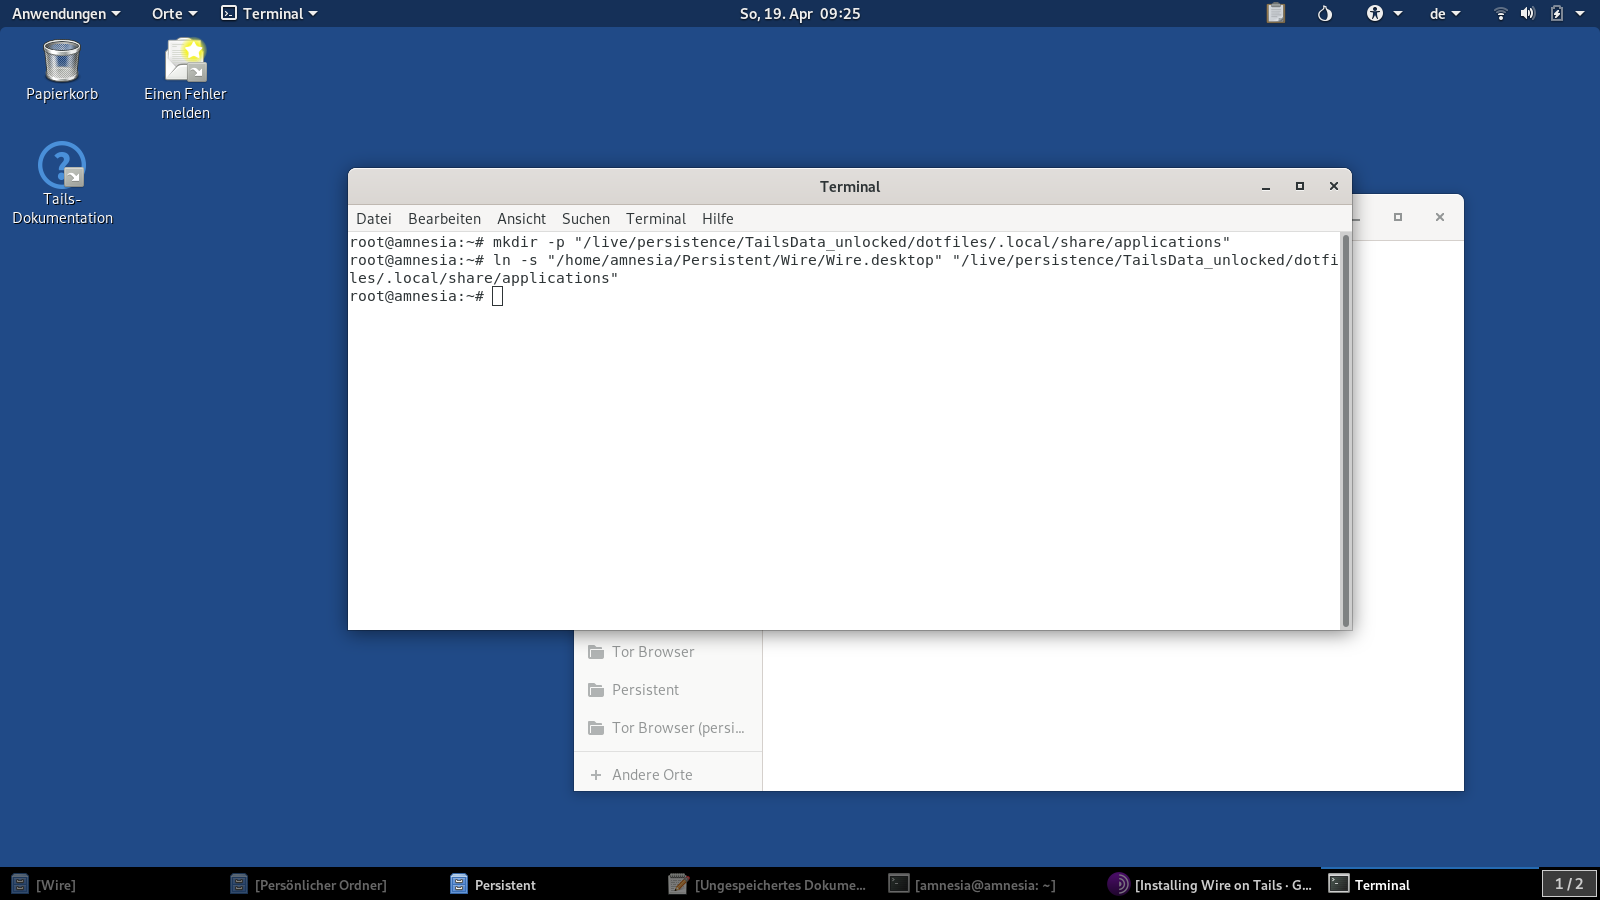 Anwendungen Orte Terminal So, 19. Apr 09:25 de
Papierkorb
Einen Fehler
melden
Tails-
Dokumentation
Terminal
Datei Bearbeiten Ansicht Suchen Terminal Hilfe
root@amnesia:~# mkdir -p "/live/persistence/TailsData_unlocked/dotfiles/.local/share/applications"
root@amnesia:~# ln -s "/home/amnesia/Persistent/Wire/Wire.desktop" "/live/persistence/TailsData_unlocked/dotfi
les/.local/share/applications"
root@amnesia:~#
Tor Browser
Persistent
Tor Browser (persi...
Andere Orte
[Wire] [Persönlicher Ordner] Persistent [Ungespeichertes Dokume... [amnesia@amnesia: ~] [Installing Wire on Tails · G... Terminal 1 / 2